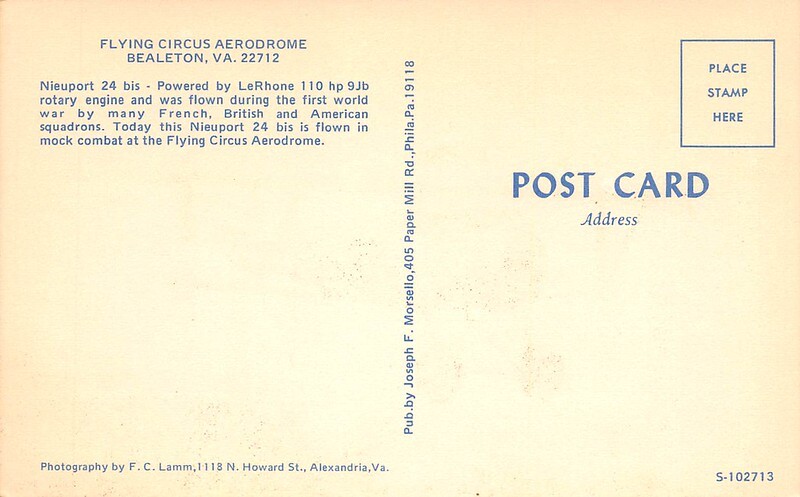 FLYING CIRCUS AERODROME
BEALETON, VA. 22712
Nieuport 24 bis - Powered by LeRhone 110 hp 9Jb
rotary engine and was flown during the first world
war by many French, British and American
squadrons. Today this Nieuport 24 bis is flown in
mock combat at the Flying Circus Aerodrome.
Photography by F. C. Lamm,1118 N. Howard St., Alexandria,Va.
Pub.by Joseph F. Morsello,405 Paper Mill Rd.,Phila.Pa.19118
PLACE
STAMP
HERE
POST CARD
Address
S-102713